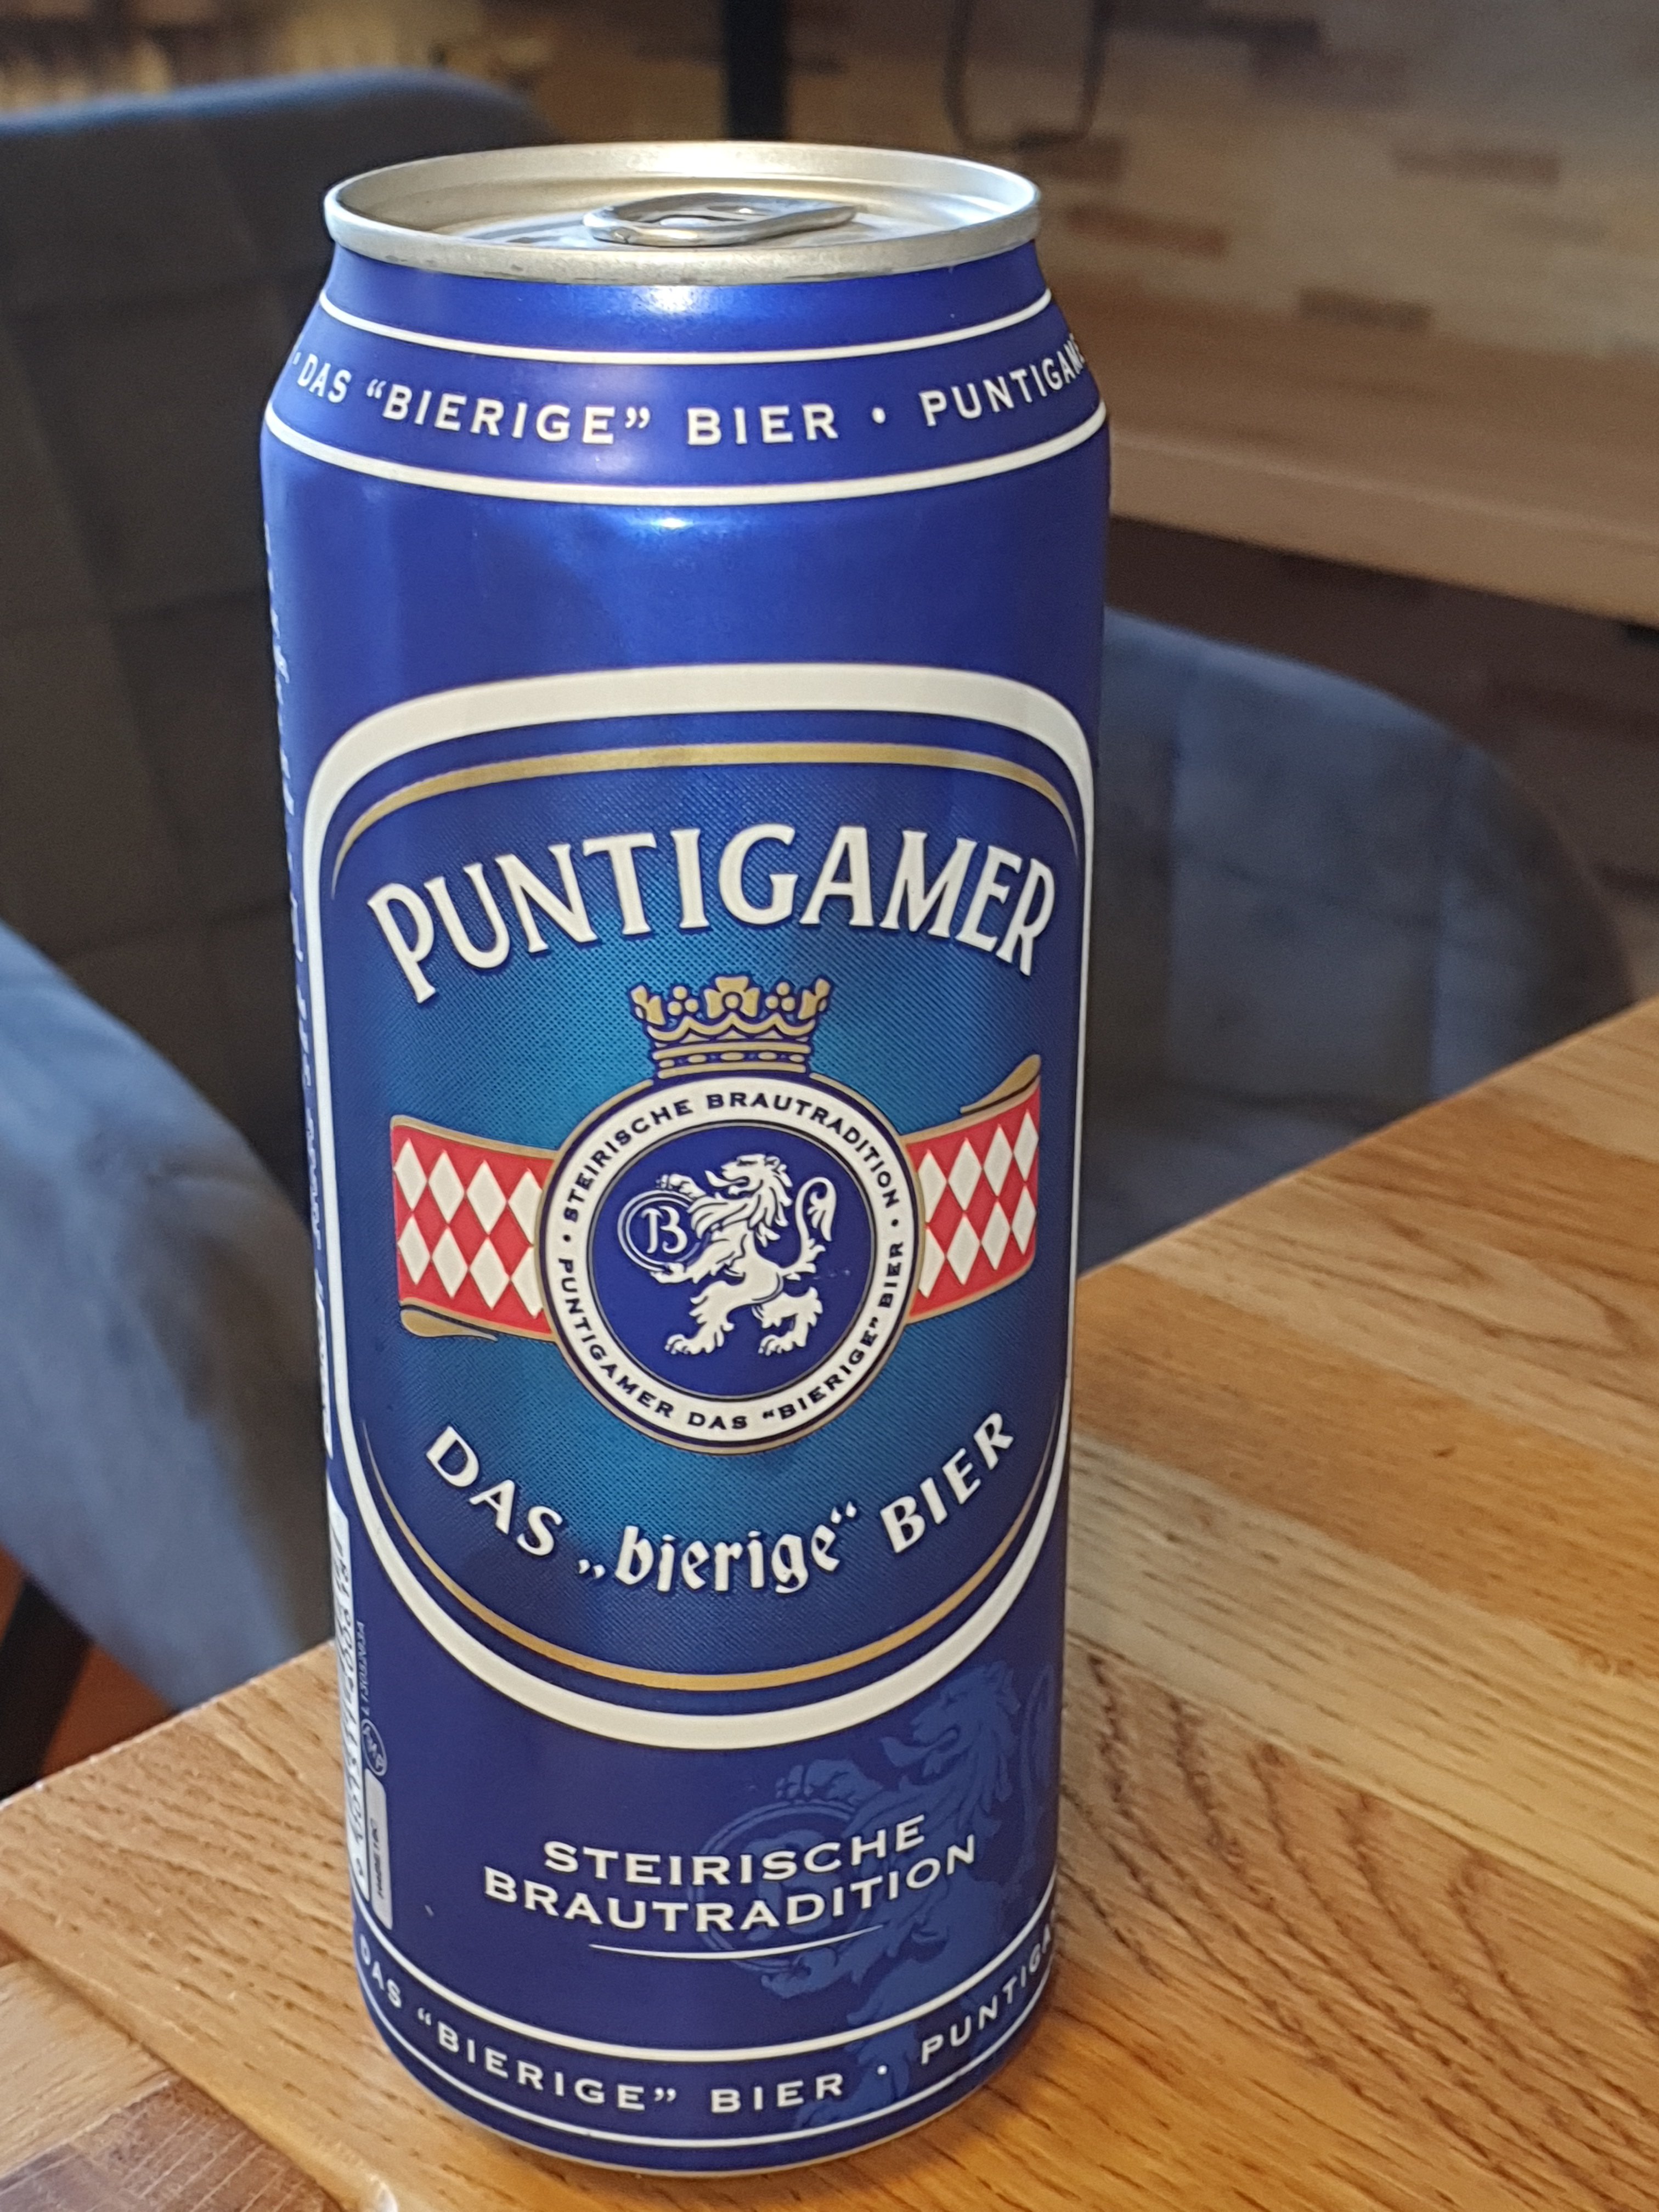 DAS “BIERIGE” BIER • PUNTIGAME
PUNTIGAMER
• STEIRISCHE BRAUTRADITION •
PUNTIGAMER DAS “BIERIGE” BIER
B
DAS „bierige“ BIER
STEIRISCHE
BRAUTRADITION
DAS “BIERIGE” BIER • PUNTIGA